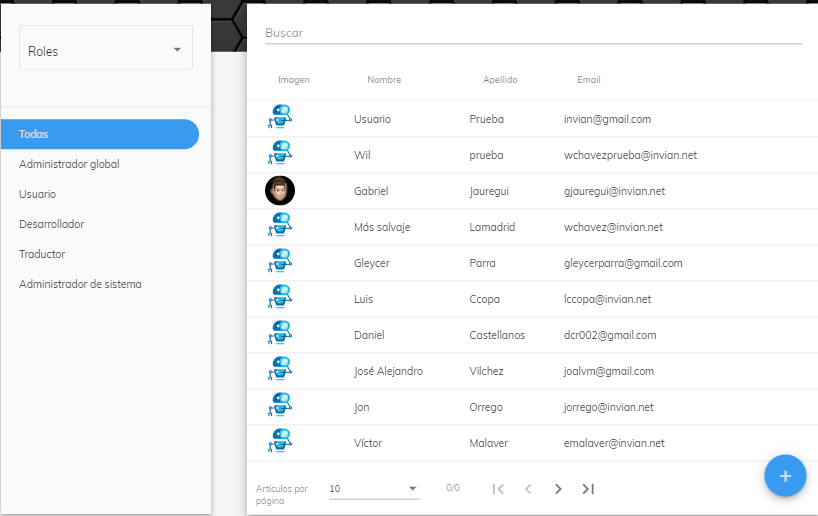 Roles
Todas
Administrador global
Usuario
Desarrollador
Traductor
Administrador de sistema
Buscar
Imagen Nombre Apellido Email
Usuario Prueba invian@gmail.com
Wil prueba wchavezprueba@invian.net
Gabriel Jauregui gjauregui@invian.net
Más salvaje Lamadrid wchavez@invian.net
Gleycer Parra gleycerparra@gmail.com
Luis Ccopa lccopa@invian.net
Daniel Castellanos dcr002@gmail.com
José Alejandro Vilchez joalvm@gmail.com
Jon Orrego jorrego@invian.net
Víctor Malaver emalaver@invian.net
Artículos por
página
10 0/0